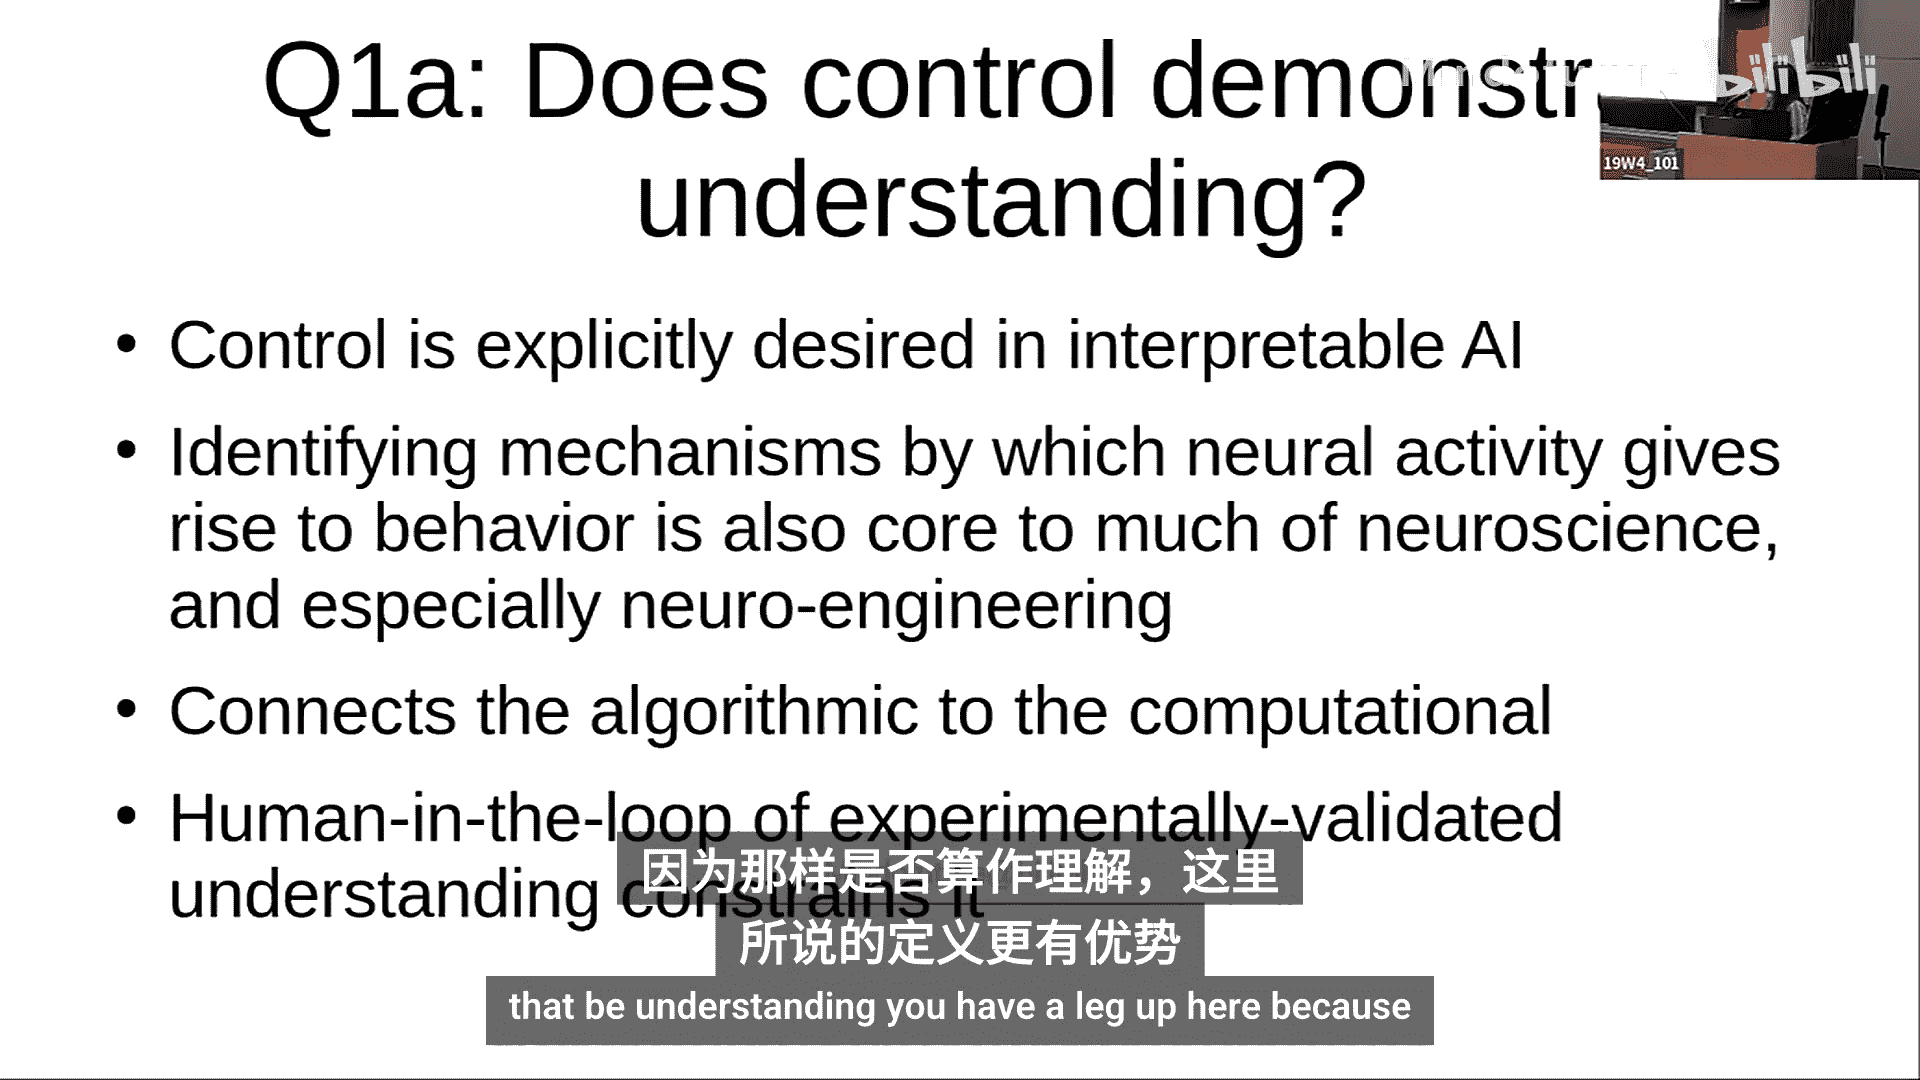 Q1a: Does control demonstr
understanding?
bilibili
19W4_101
• Control is explicitly desired in interpretable AI
• Identifying mechanisms by which neural activity gives
rise to behavior is also core to much of neuroscience,
and especially neuro-engineering
• Connects the algorithmic to the computational
• Human-in-the-loop of experimentally-validated
understanding constrains it
因为那样是否算作理解，这里
所说的定义更有优势
that be understanding you have a leg up here because